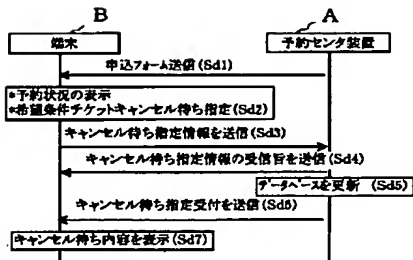 B
A
端末
予約センタ装置
申込フォーム送信(Sd1)
*予約状況の表示
*希望条件チケットキャンセル待ち指定(Sd2)
キャンセル待ち指定情報を送信(Sd3)
キャンセル待ち指定情報の受信旨を送信(Sd4)
データベースを更新 (Sd5)
キャンセル待ち指定受付を送信(Sd6)
キャンセル待ち内容を表示(Sd7)